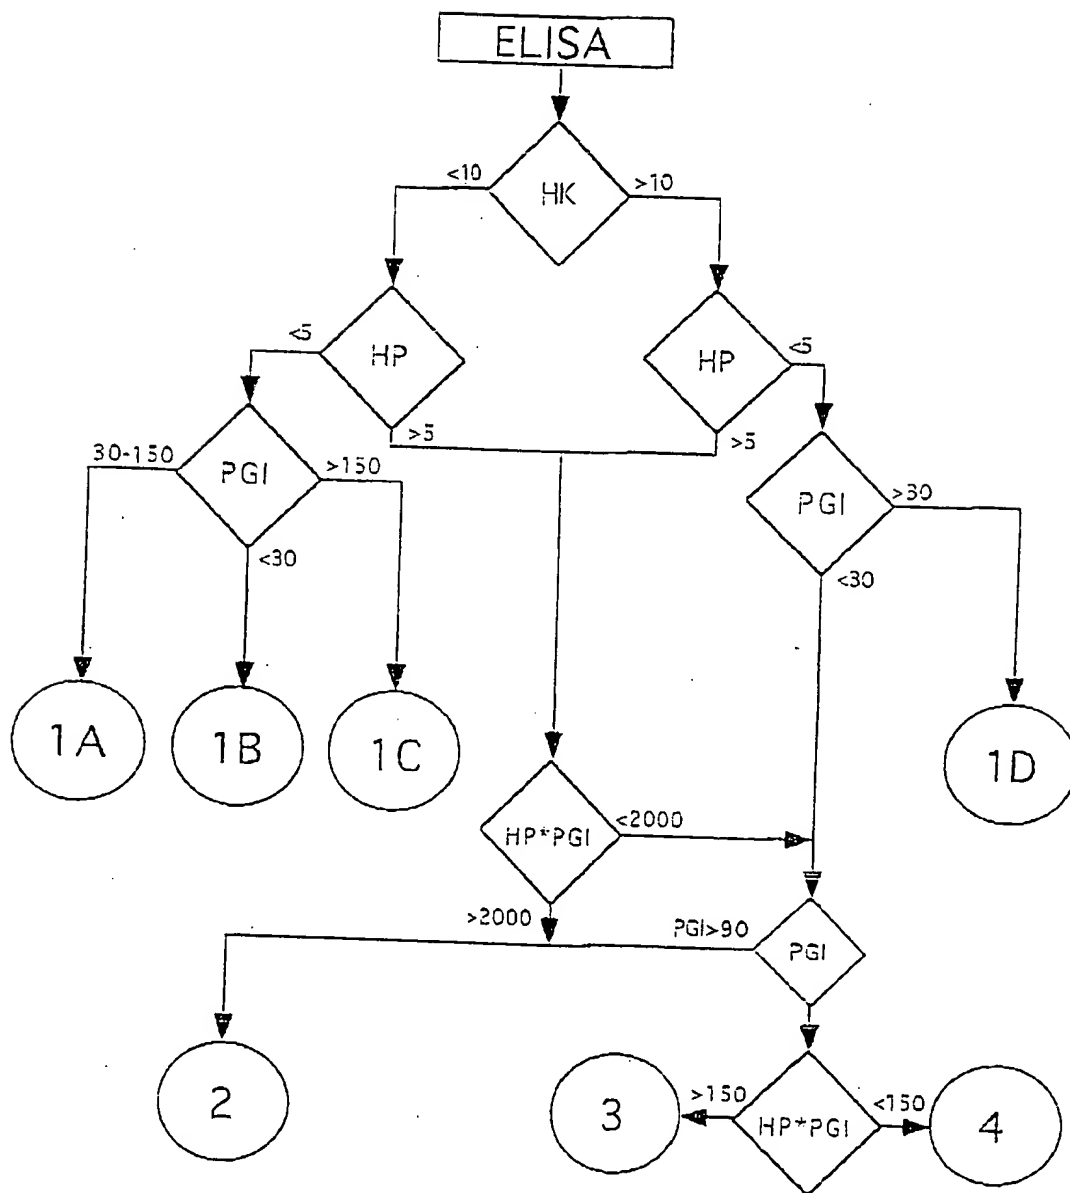 ELISA
<10
HK
>10
<5
HP
HP
<5
>5
>5
30-150
PGI
>150
<30
PGI
>30
<30
1A
1B
1C
1D
HP*PGI
<2000
>2000
PGI>90
PGI
2
3
>150
HP*PGI
<150
4